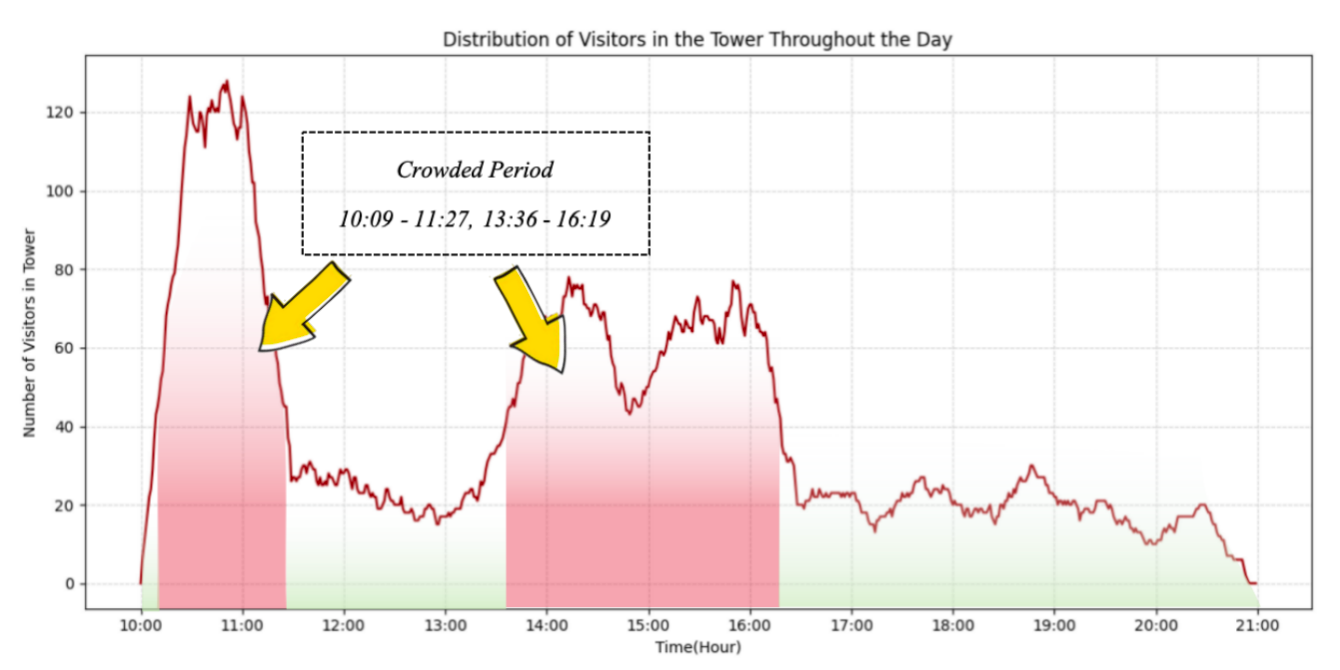 Distribution of Visitors in the Tower Throughout the Day
Number of Visitors in Tower
120
100
80
60
40
20
0
Crowded Period
10:09 - 11:27, 13:36 - 16:19
10:00 11:00 12:00 13:00 14:00 15:00 16:00 17:00 18:00 19:00 20:00 21:00
Time(Hour)